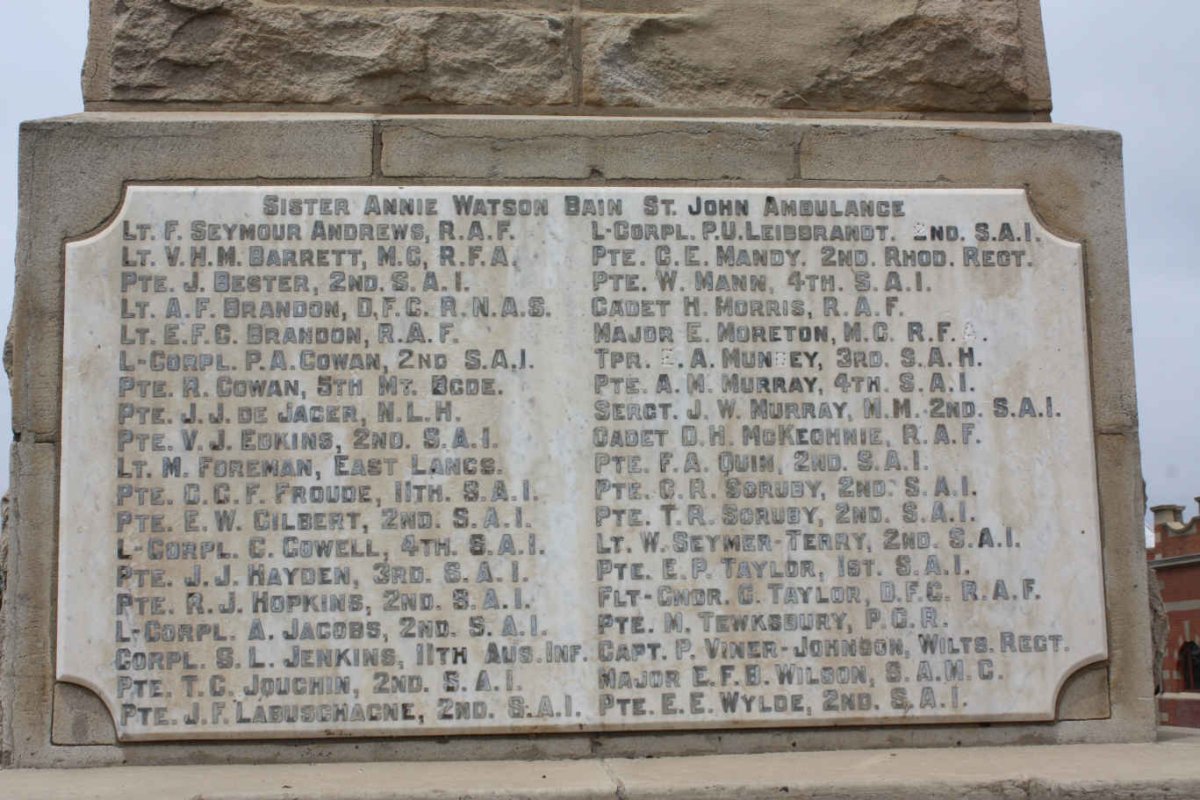 SISTER ANNIE WATSON BAIN ST. JOHN AMBULANCE
LT. F. SEYMOUR ANDREWS, R.A.F.
LT. V.H.M. BARRETT, M.C, R.F.A.
PTE. J. BESTER, 2ND. S.A.I.
LT. A.F. BRANDON, D.F.C. R.N.A.S.
LT. E.F.C. BRANDON, R.A.F.
L-CORPL. P.A. COWAN, 2ND S.A.I.
PTE. R. COWAN, 5TH MT. BGDE.
PTE. J.J. DE JAGER, N.L.H.
PTE. V.J. EDKINS, 2ND. S.A.I.
LT. M. FOREMAN, EAST LANCS.
PTE. C.C.F. FROUDE, 11TH. S.A.I.
PTE. E.W. GILBERT, 2ND. S.A.I.
L-CORPL. C. GOWELL, 4TH. S.A.I.
PTE. J.J. HAYDEN, 3RD. S.A.I.
PTE. R.J. HOPKINS, 2ND. S.A.I.
L-CORPL. A. JACOBS, 2ND. S.A.I.
CORPL. S.L. JENKINS, 11TH AUS.INF.
PTE. T.C. JOUGHIN, 2ND. S.A.I.
PTE. J.F. LABUSCHAGNE, 2ND. S.A.I.
L-CORPL. P.U. LEIBBRANDT. 2ND. S.A.I.
PTE. C.E. MANDY, 2ND. RHOD. REGT.
PTE. W. MANN, 4TH. S.A.I.
CADET H. MORRIS, R.A.F.
MAJOR E. MORETON, M.C. R.F.A.
TPR. E.A. MUNBEY, 3RD. S.A.H.
PTE. A.M. MURRAY, 4TH. S.A.I.
SERGT. J.W. MURRAY, M.M. 2ND. S.A.I.
CADET D.H. MCKECHNIE, R.A.F.
PTE. F.A. QUIN, 2ND. S.A.I.
PTE. G.R. SCRUBY, 2ND. S.A.I.
PTE. T.R. SCRUBY, 2ND. S.A.I.
LT. W. SEYMER-TERRY, 2ND. S.A.I.
PTE. E.P. TAYLOR, 1ST. S.A.I.
FLT-CMDR. C. TAYLOR, D.F.C. R.A.F.
PTE. M. TEWKSBURY, P.O.R.
CAPT. P. VINER-JOHNSON, WILTS. REGT.
MAJOR E.F.B. WILSON, S.A.M.C.
PTE. E.E. WYLDE, 2ND. S.A.I.